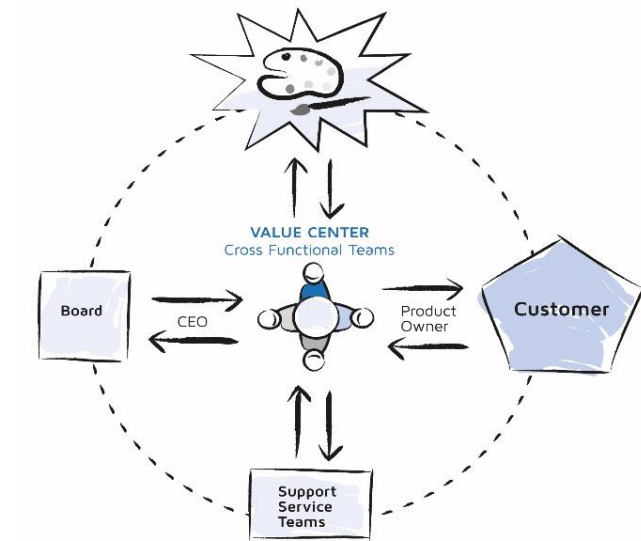 VALUE CENTER
Cross Functional Teams
Board
CEO
Product
Owner
Customer
Support
Service
Teams